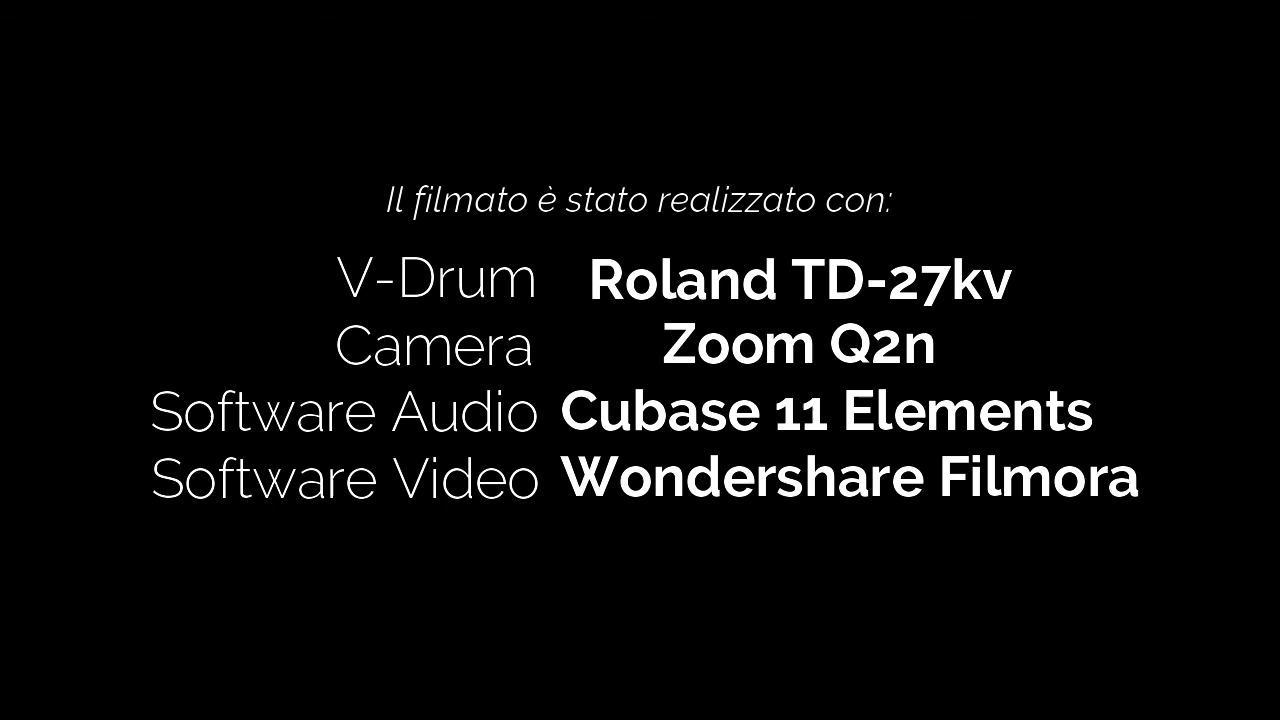 Il filmato è stato realizzato con:
V-Drum Roland TD-27kv
Camera Zoom Q2n
Software Audio Cubase 11 Elements
Software Video Wondershare Filmora